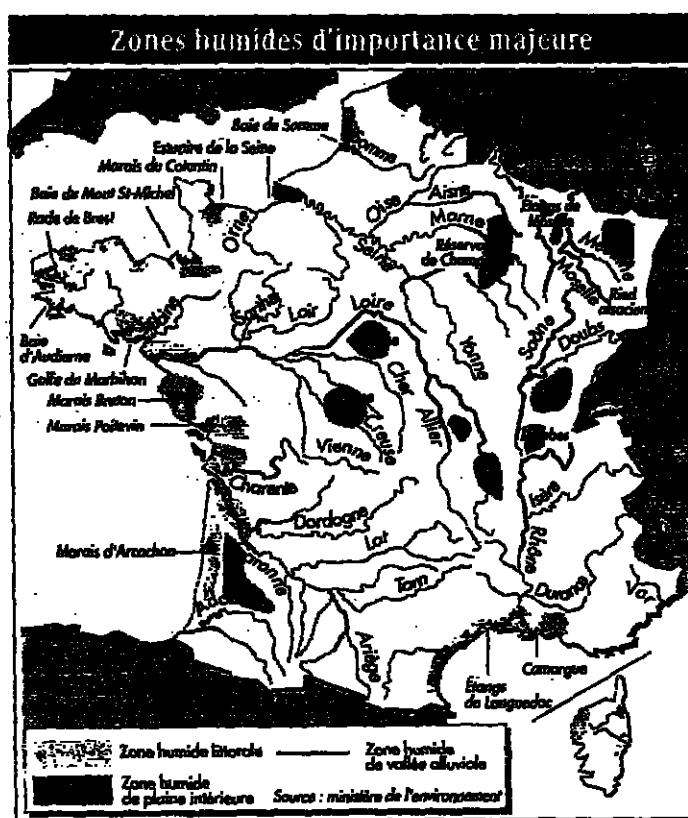 Zones humides d'importance majeure
Baie de Somme
Somme
Estuaire de la Seine
Marais du Cotentin
Baie du Mont St-Michel
Rade de Brest
Orne
Oise
Aisne
Marne
Seine
Réserve
de Champ
Étangs de
Moselle
Ried
alsacien
Sarthe
Loir
Loire
Yonne
Saône
Doubs
Baie
d'Audierne
Golfe du Morbihan
Marais Breton
Marais Poitevin
Cher
Allier
Vienne
Creuse
Charente
Isère
Rhône
Dordogne
Marais d'Arcachon
Lot
Garonne
Tarn
Durance
Var
Ariège
Camargue
Étangs
du Languedoc
Zone humide littorale
Zone humide
de vallée alluviale
Zone humide
de plaine intérieure
Source : ministère de l'environnement